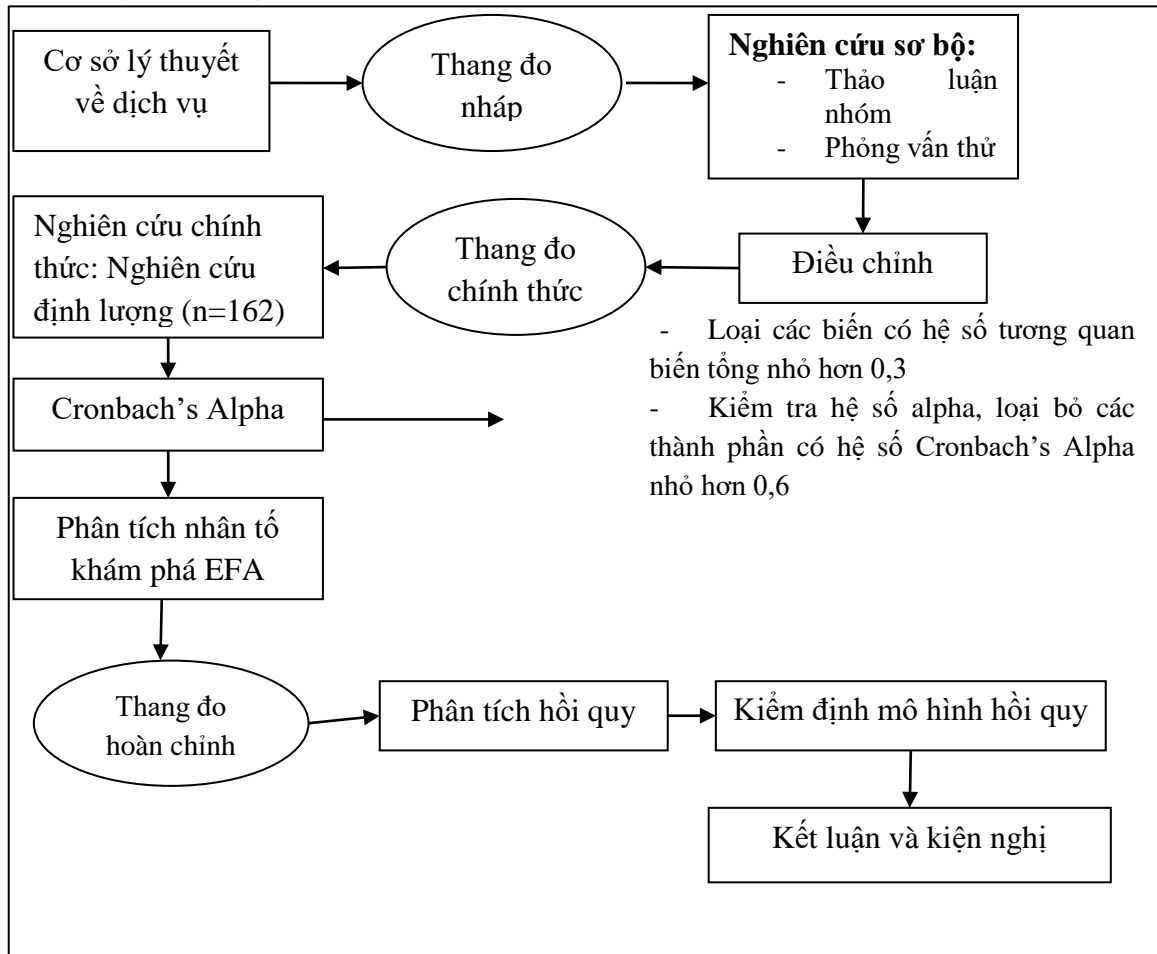 Cơ sở lý thuyết
về dịch vụ
Thang đo
nháp
Nghiên cứu sơ bộ:
- Thảo luận
nhóm
- Phỏng vấn thử
Nghiên cứu chính
thức: Nghiên cứu
định lượng (n=162)
Thang đo
chính thức
Điều chỉnh
- Loại các biến có hệ số tương quan
biến tổng nhỏ hơn 0,3
- Kiểm tra hệ số alpha, loại bỏ các
thành phần có hệ số Cronbach’s Alpha
nhỏ hơn 0,6
Cronbach’s Alpha
Phân tích nhân tố
khám phá EFA
Thang đo
hoàn chỉnh
Phân tích hồi quy
Kiểm định mô hình hồi quy
Kết luận và kiện nghị